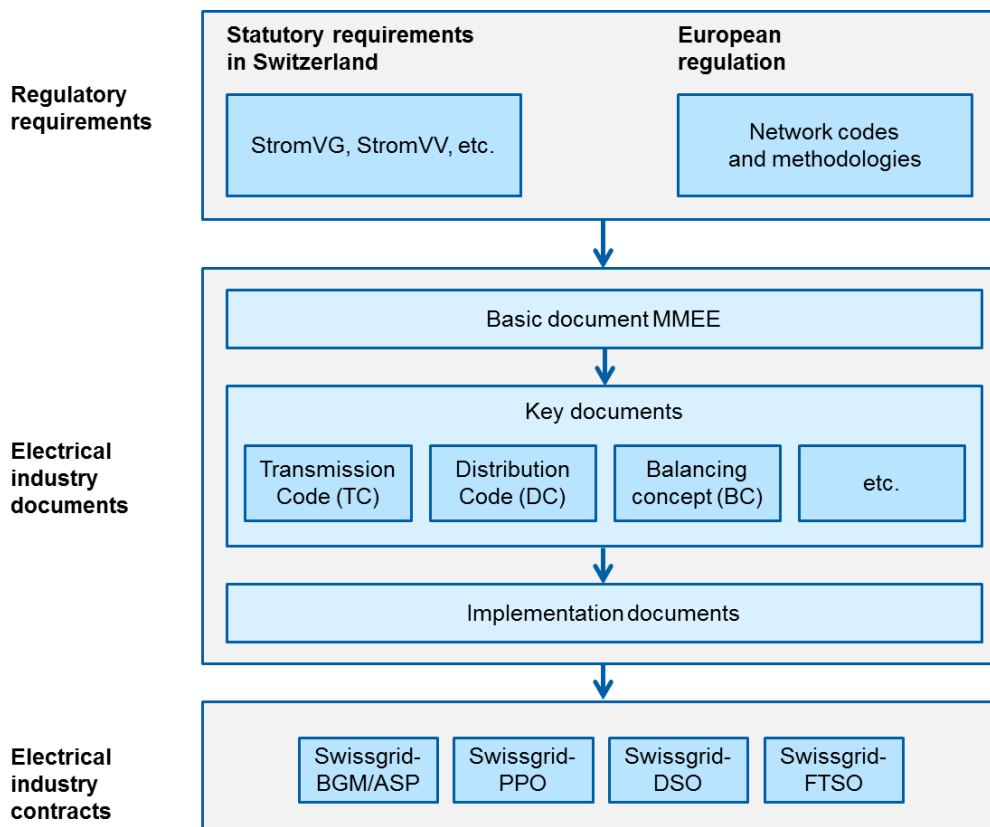 Statutory requirements
in Switzerland
European
regulation
Regulatory
requirements
StromVG, StromVV, etc.
Network codes
and methodologies
Basic document MMEE
Key documents
Electrical
industry
documents
Transmission
Code (TC)
Distribution
Code (DC)
Balancing
concept (BC)
etc.
Implementation documents
Electrical
industry
contracts
Swissgrid-
BGM/ASP
Swissgrid-
PPO
Swissgrid-
DSO
Swissgrid-
FTSO